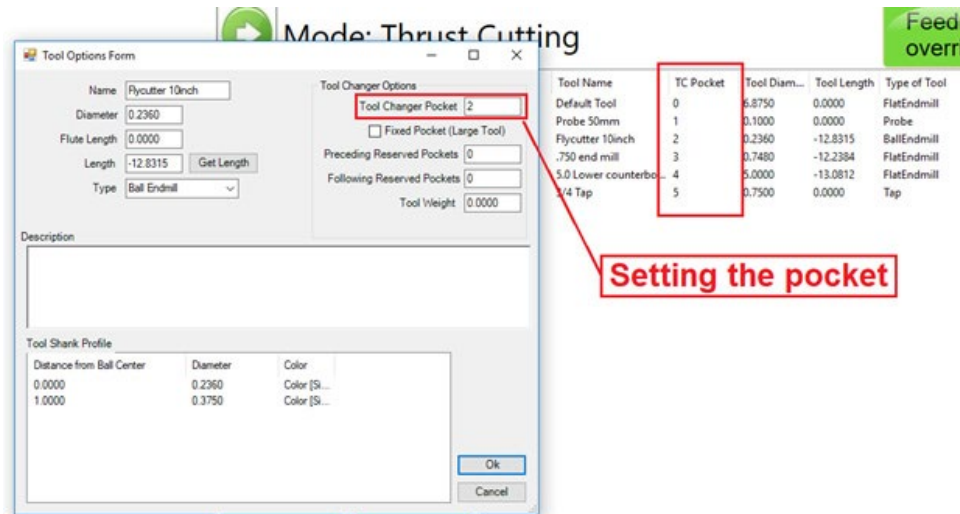 Mode: Thrust Cutting
Feed
overri
Tool Options Form
Name Flycutter 10inch
Diameter 0.2360
Flute Length 0.0000
Length -12.8315 Get Length
Type Ball Endmill
Tool Changer Options
Tool Changer Pocket 2
Fixed Pocket (Large Tool)
Preceding Reserved Pockets 0
Following Reserved Pockets 0
Tool Weight 0.0000
Description
Tool Shank Profile
Distance from Ball Center Diameter Color
0.0000 0.2360 Color [Si...
1.0000 0.3750 Color [Si...
Ok
Cancel
Tool Name TC Pocket Tool Diam... Tool Length Type of Tool
Default Tool 0 6.8750 0.0000 FlatEndmill
Probe 50mm 1 0.1000 0.0000 Probe
Flycutter 10inch 2 0.2360 -12.8315 BallEndmill
.750 end mill 3 0.7480 -12.2384 FlatEndmill
5.0 Lower counterbo... 4 5.0000 -13.0812 FlatEndmill
3/4 Tap 5 0.7500 0.0000 Tap
Setting the pocket